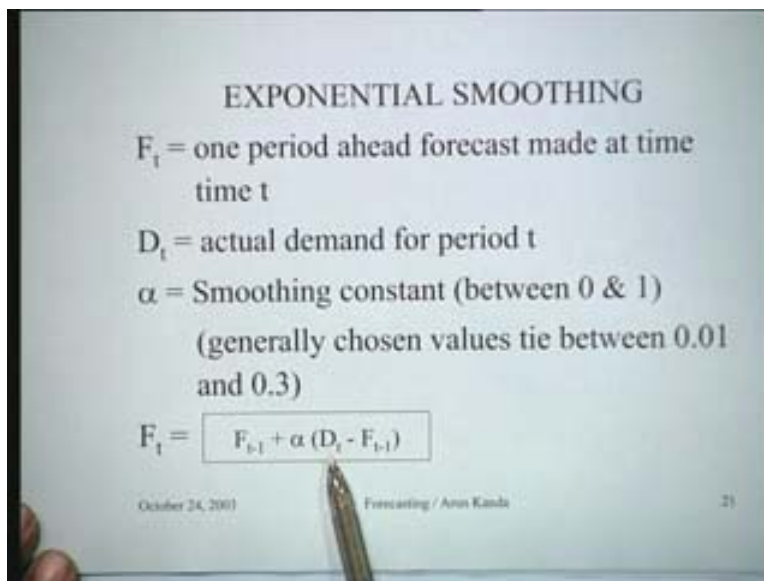 EXPONENTIAL SMOOTHING
Fₜ = one period ahead forecast made at time
time t
Dₜ = actual demand for period t
α = Smoothing constant (between 0 & 1)
(generally chosen values tie between 0.01
and 0.3)
Fₜ = Fₜ₋₁ + α (Dₜ - Fₜ₋₁)
October 24, 2003 Forecasting / Arun Kanda 21